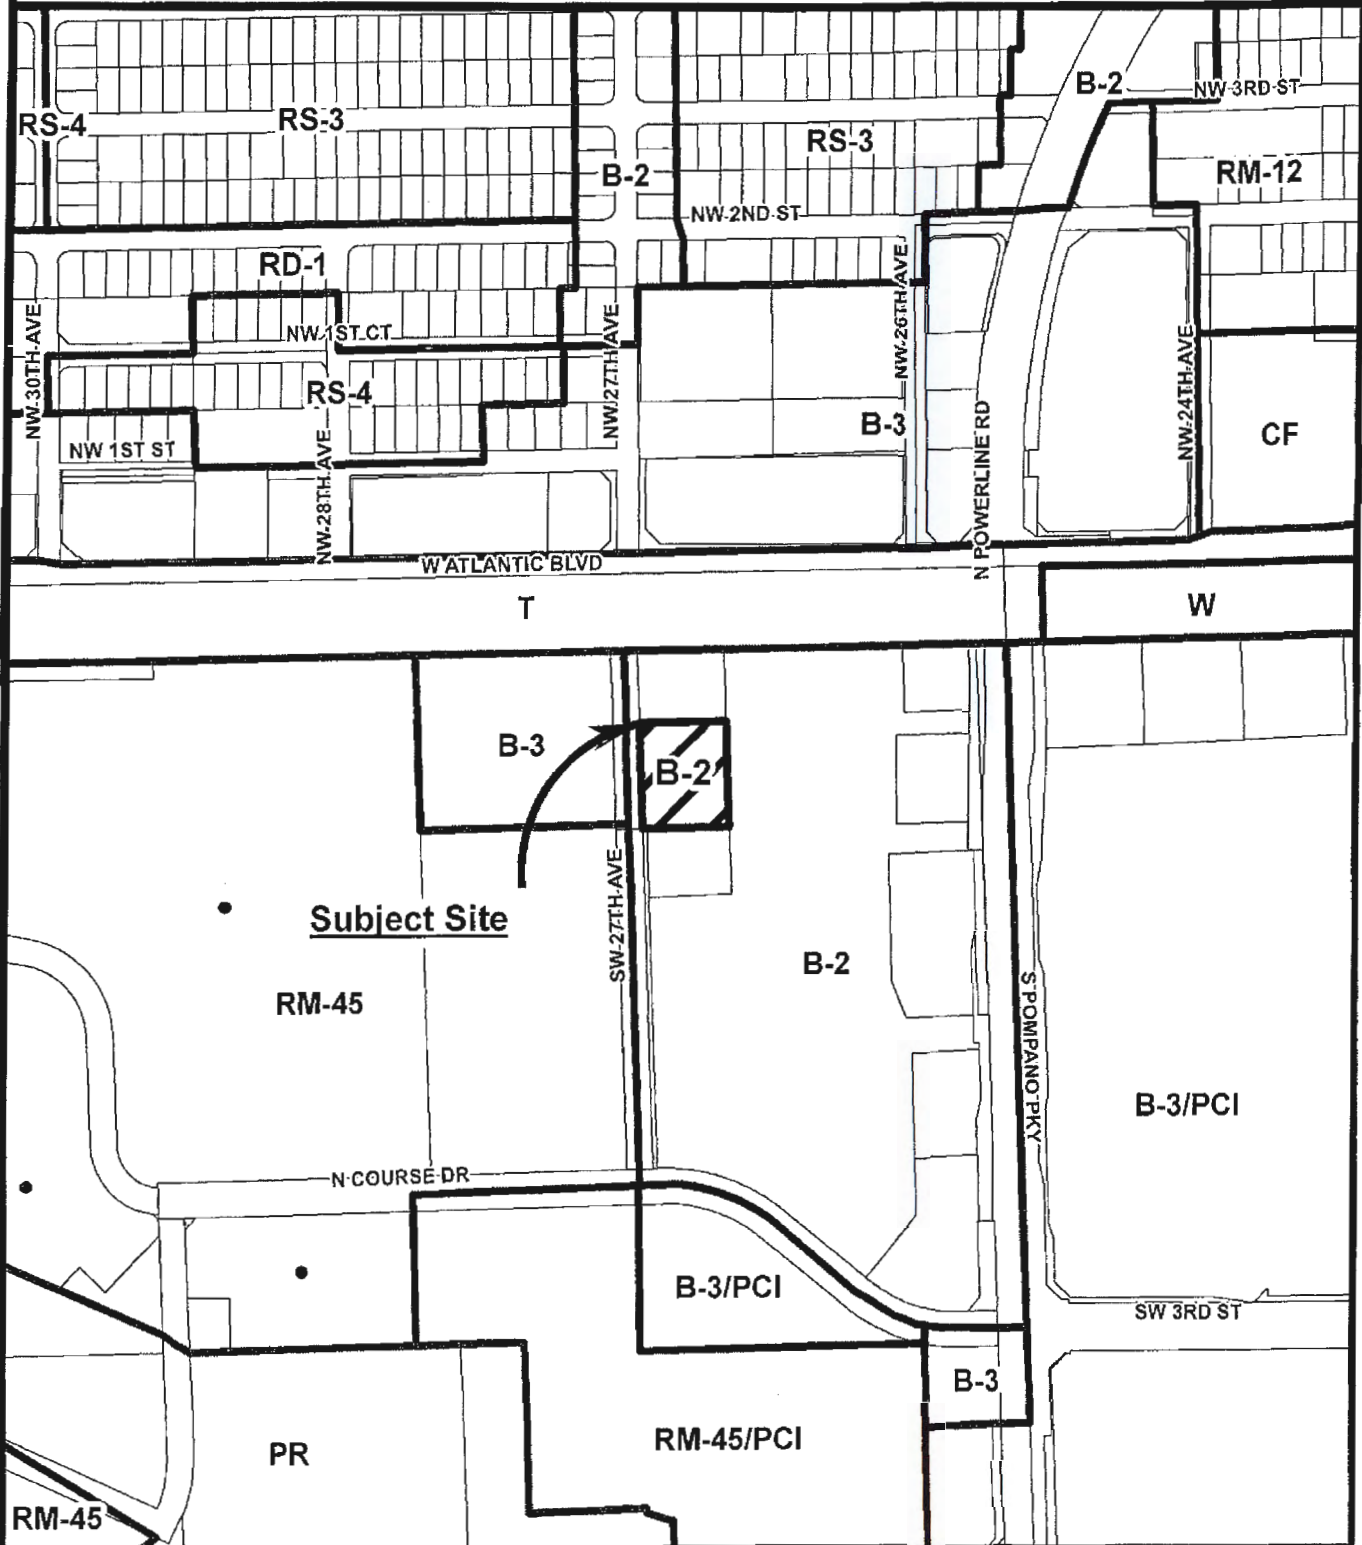 B-2
NW 3RD ST
RS-4
RS-3
RS-3
B-2
RM-12
NW 2ND ST
RD-1
NW 26TH AVE
NW 30TH AVE
NW 1ST CT
NW 27TH AVE
NW 24TH AVE
RS-4
B-3
N POWERLINE RD
CF
NW 1ST ST
NW 28TH AVE
W ATLANTIC BLVD
T
W
B-3
B-2
SW 27TH AVE
Subject Site
B-2
RM-45
S POMPANO PKY
B-3/PCI
N COURSE DR
B-3/PCI
SW 3RD ST
B-3
RM-45/PCI
PR
RM-45